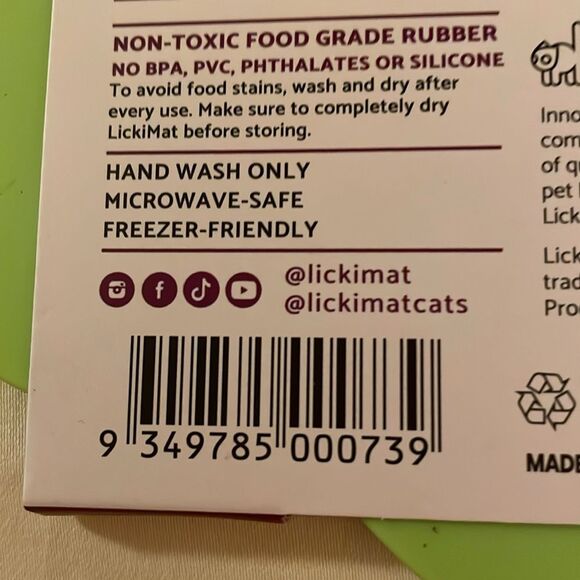 NON-TOXIC FOOD GRADE RUBBER
NO BPA, PVC, PHTHALATES OR SILICONE
To avoid food stains, wash and dry after
every use. Make sure to completely dry
LickiMat before storing.
HAND WASH ONLY
MICROWAVE-SAFE
FREEZER-FRIENDLY
@lickimat
@lickimatcats
9 349785 000739
of
pet
MADE